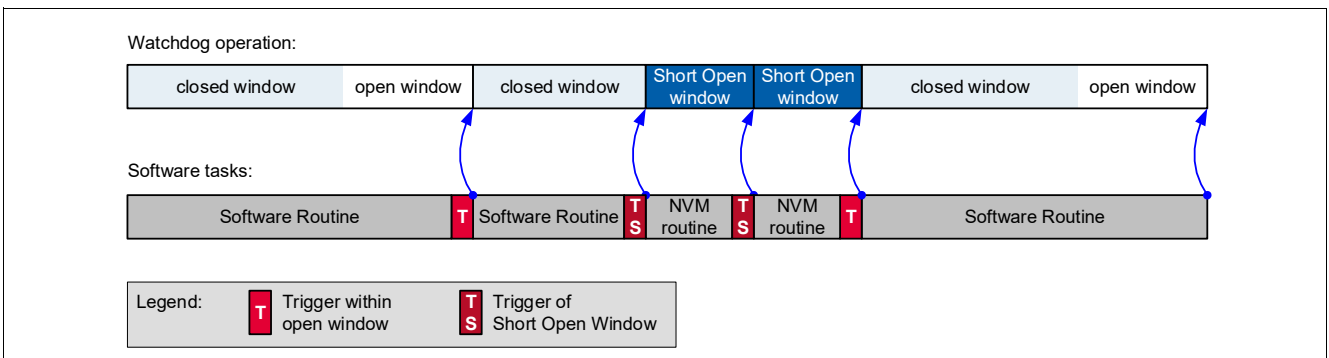 Watchdog operation:
closed window
open window
closed window
Short Open
window
Short Open
window
closed window
open window
Software tasks:
Software Routine
T
Software Routine
T
S
NVM
routine
T
S
NVM
routine
T
Software Routine
Legend:
T
Trigger within
open window
T
S
Trigger of
Short Open Window